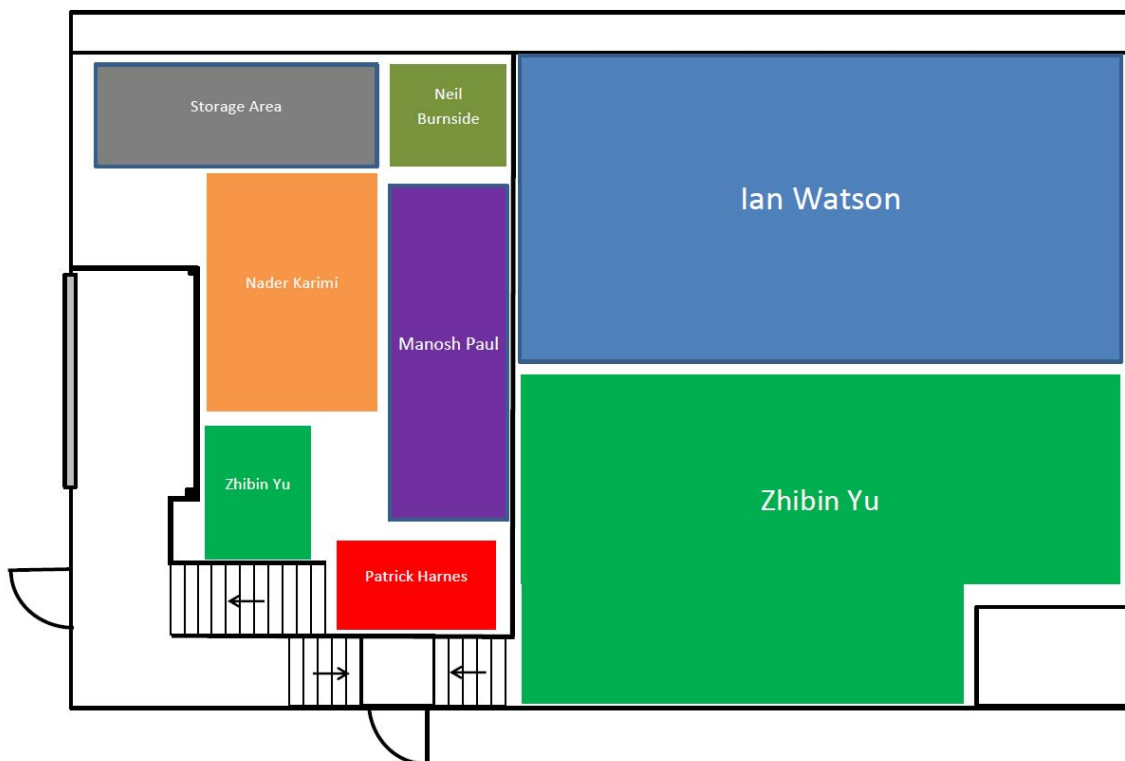 Storage Area
Neil
Burnside
Ian Watson
Nader Karimi
Manosh Paul
Zhibin Yu
Zhibin Yu
Patrick Harnes